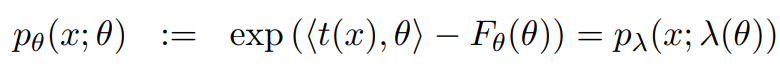 p_θ(x; θ) := exp (⟨t(x), θ⟩ − F_θ(θ)) = p_λ(x; λ(θ))